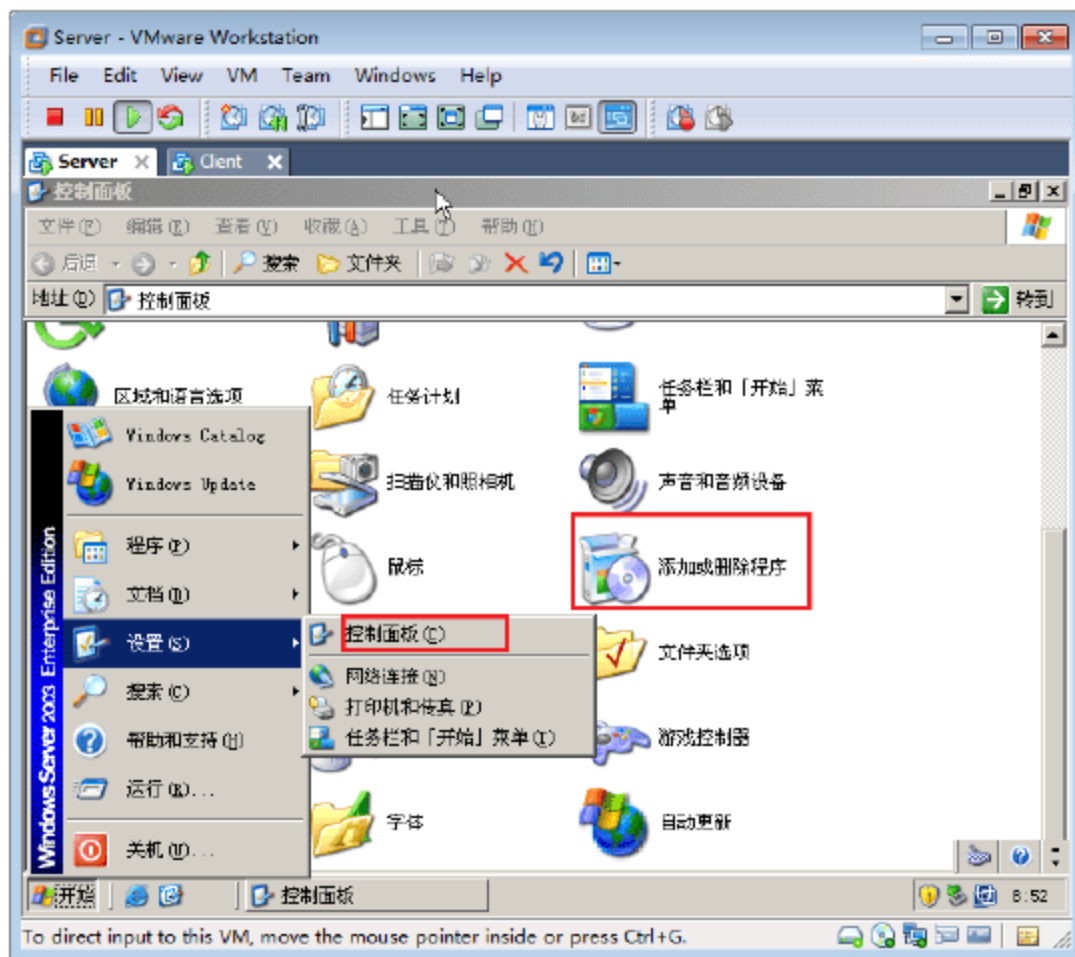 Server - VMware Workstation
File Edit View VM Team Windows Help
Server Client
控制面板
文件(F) 编辑(E) 查看(V) 收藏(A) 工具(T) 帮助(H)
后退 搜索 文件夹
地址(D) 控制面板 转到
区域和语言选项 任务计划 任务栏和「开始」菜
单
Windows Catalog
Windows Update 扫描仪和照相机 声音和音频设备
程序(P) 鼠标 添加或删除程序
文档(D)
设置(S) 控制面板(C)
网络连接(N) 文件夹选项
搜索(C) 打印机和传真(P)
帮助和支持(H) 任务栏和「开始」菜单(T) 游戏控制器
运行(R)...
字体 自动更新
关机(U)...
Windows Server 2003 Enterprise Edition
开始 控制面板 8:52
To direct input to this VM, move the mouse pointer inside or press Ctrl+G.